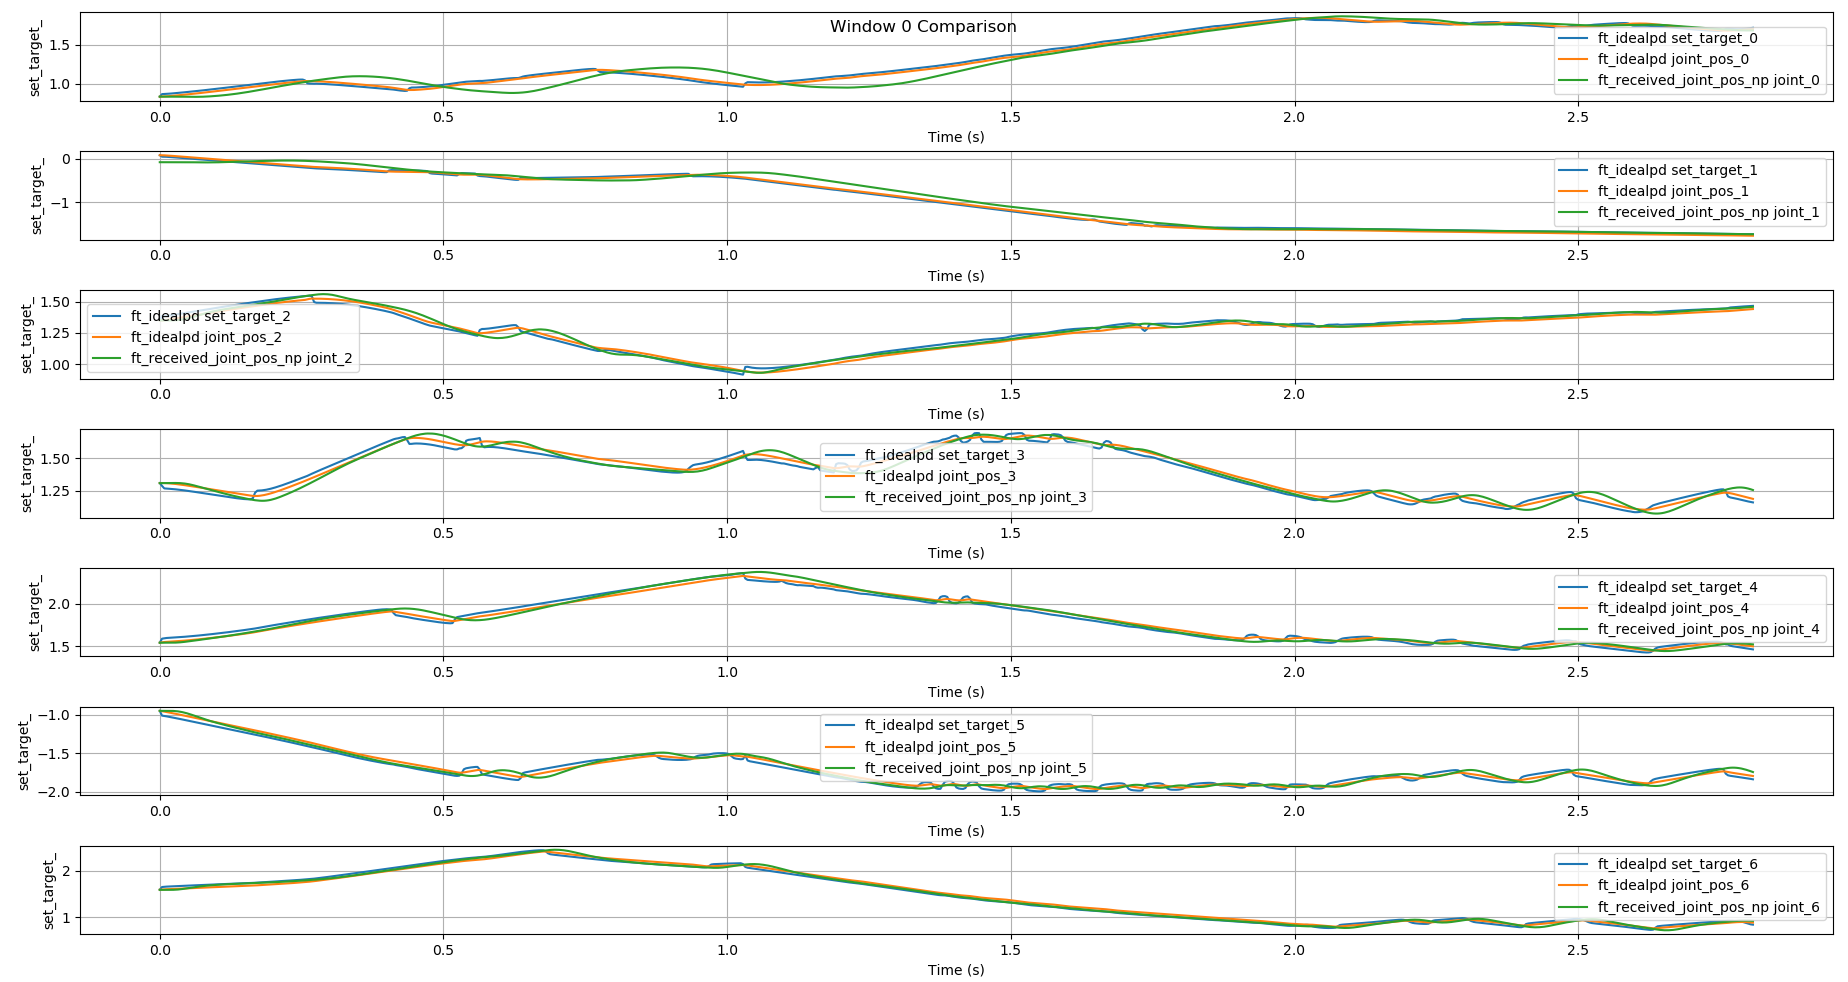 Window 0 Comparison
set_target_
1.5
1.0
ft_idealpd set_target_0
ft_idealpd joint_pos_0
ft_received_joint_pos_np joint_0
0.0 0.5 1.0 1.5 2.0 2.5
Time (s)
set_target_
0
−1
ft_idealpd set_target_1
ft_idealpd joint_pos_1
ft_received_joint_pos_np joint_1
0.0 0.5 1.0 1.5 2.0 2.5
Time (s)
set_target_
1.50
1.25
1.00
ft_idealpd set_target_2
ft_idealpd joint_pos_2
ft_received_joint_pos_np joint_2
0.0 0.5 1.0 1.5 2.0 2.5
Time (s)
set_target_
1.50
1.25
ft_idealpd set_target_3
ft_idealpd joint_pos_3
ft_received_joint_pos_np joint_3
0.0 0.5 1.0 1.5 2.0 2.5
Time (s)
set_target_
2.0
1.5
ft_idealpd set_target_4
ft_idealpd joint_pos_4
ft_received_joint_pos_np joint_4
0.0 0.5 1.0 1.5 2.0 2.5
Time (s)
set_target_
−1.0
−1.5
−2.0
ft_idealpd set_target_5
ft_idealpd joint_pos_5
ft_received_joint_pos_np joint_5
0.0 0.5 1.0 1.5 2.0 2.5
Time (s)
set_target_
2
1
ft_idealpd set_target_6
ft_idealpd joint_pos_6
ft_received_joint_pos_np joint_6
0.0 0.5 1.0 1.5 2.0 2.5
Time (s)